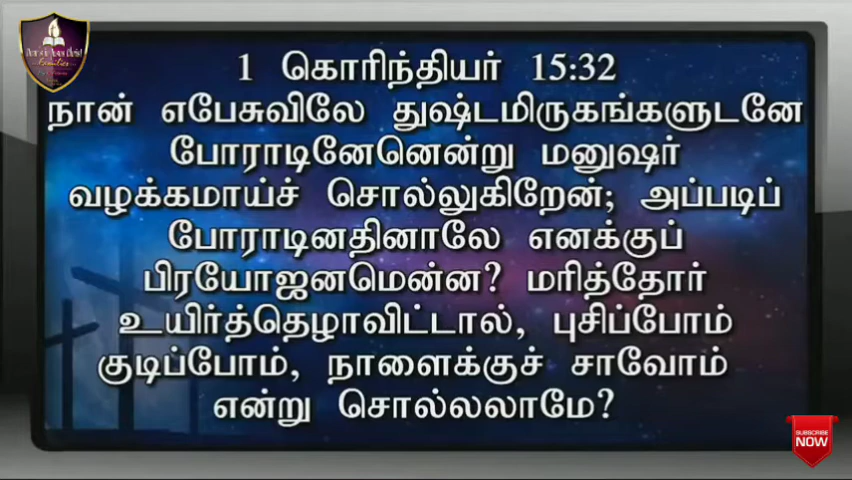 1 கொரிந்தியர் 15:32
நான் எபேசுவிலே துஷ்டமிருகங்களுடனே
போராடினேனென்று மனுஷர்
வழக்கமாய்ச் சொல்லுகிறேன்; அப்படிப்
போராடினதினாலே எனக்குப்
பிரயோஜனமென்ன? மரித்தோர்
உயிர்த்தெழாவிட்டால், புசிப்போம்
குடிப்போம், நாளைக்குச் சாவோம்
என்று சொல்லலாமே?
SUBSCRIBE
NOW